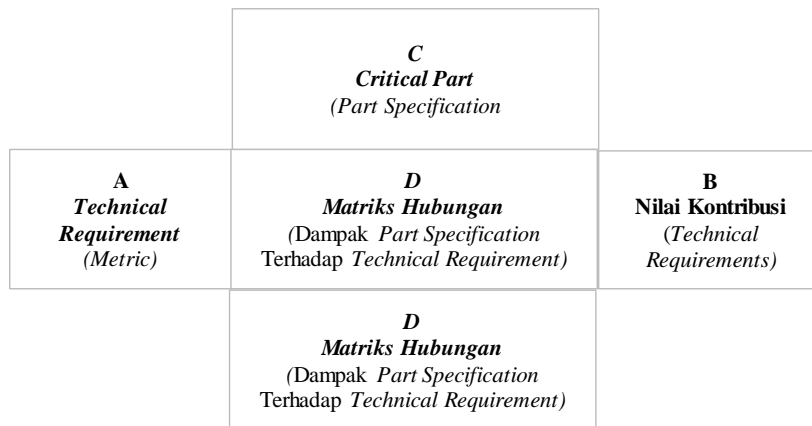 C
Critical Part
(Part Specification
A
Technical
Requirement
(Metric)
D
Matriks Hubungan
(Dampak Part Specification
Terhadap Technical Requirement)
B
Nilai Kontribusi
(Technical
Requirements)
D
Matriks Hubungan
(Dampak Part Specification
Terhadap Technical Requirement)